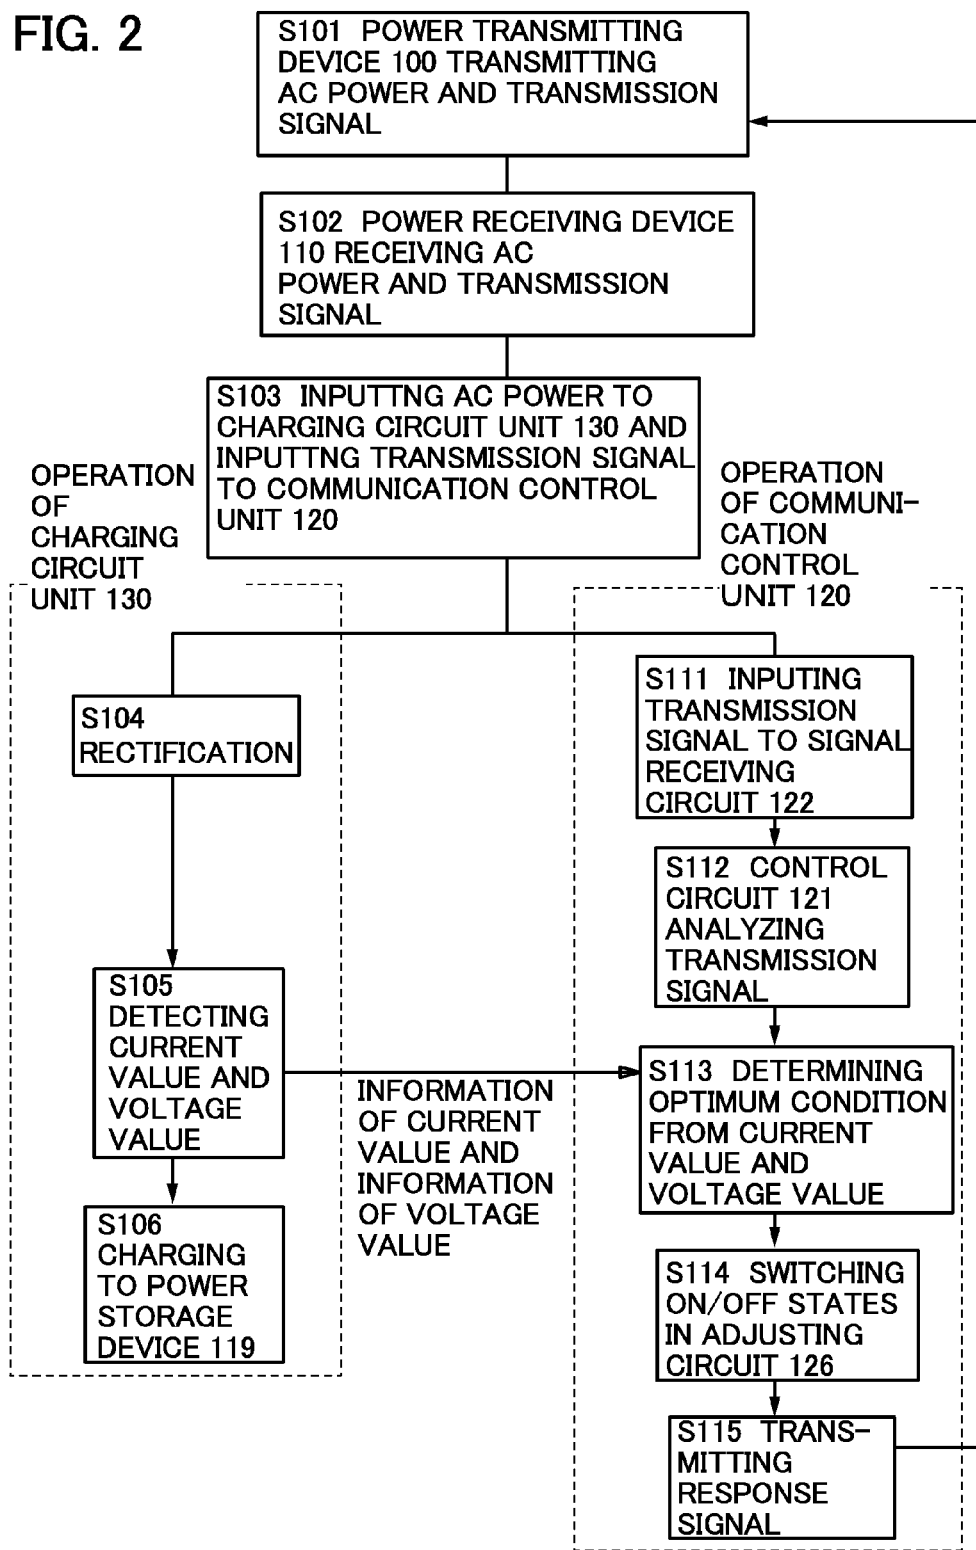 FIG. 2
S101 POWER TRANSMITTING
DEVICE 100 TRANSMITTING
AC POWER AND TRANSMISSION
SIGNAL
S102 POWER RECEIVING DEVICE
110 RECEIVING AC
POWER AND TRANSMISSION
SIGNAL
S103 INPUTTNG AC POWER TO
CHARGING CIRCUIT UNIT 130 AND
INPUTTNG TRANSMISSION SIGNAL
TO COMMUNICATION CONTROL
UNIT 120
OPERATION
OF
CHARGING
CIRCUIT
UNIT 130
S104
RECTIFICATION
S105
DETECTING
CURRENT
VALUE AND
VOLTAGE
VALUE
S106
CHARGING
TO POWER
STORAGE
DEVICE 119
INFORMATION
OF CURRENT
VALUE AND
INFORMATION
OF VOLTAGE
VALUE
OPERATION
OF COMMUNI-
CATION
CONTROL
UNIT 120
S111 INPUTING
TRANSMISSION
SIGNAL TO SIGNAL
RECEIVING
CIRCUIT 122
S112 CONTROL
CIRCUIT 121
ANALYZING
TRANSMISSION
SIGNAL
S113 DETERMINING
OPTIMUM CONDITION
FROM CURRENT
VALUE AND
VOLTAGE VALUE
S114 SWITCHING
ON/OFF STATES
IN ADJUSTING
CIRCUIT 126
S115 TRANS-
MITTING
RESPONSE
SIGNAL